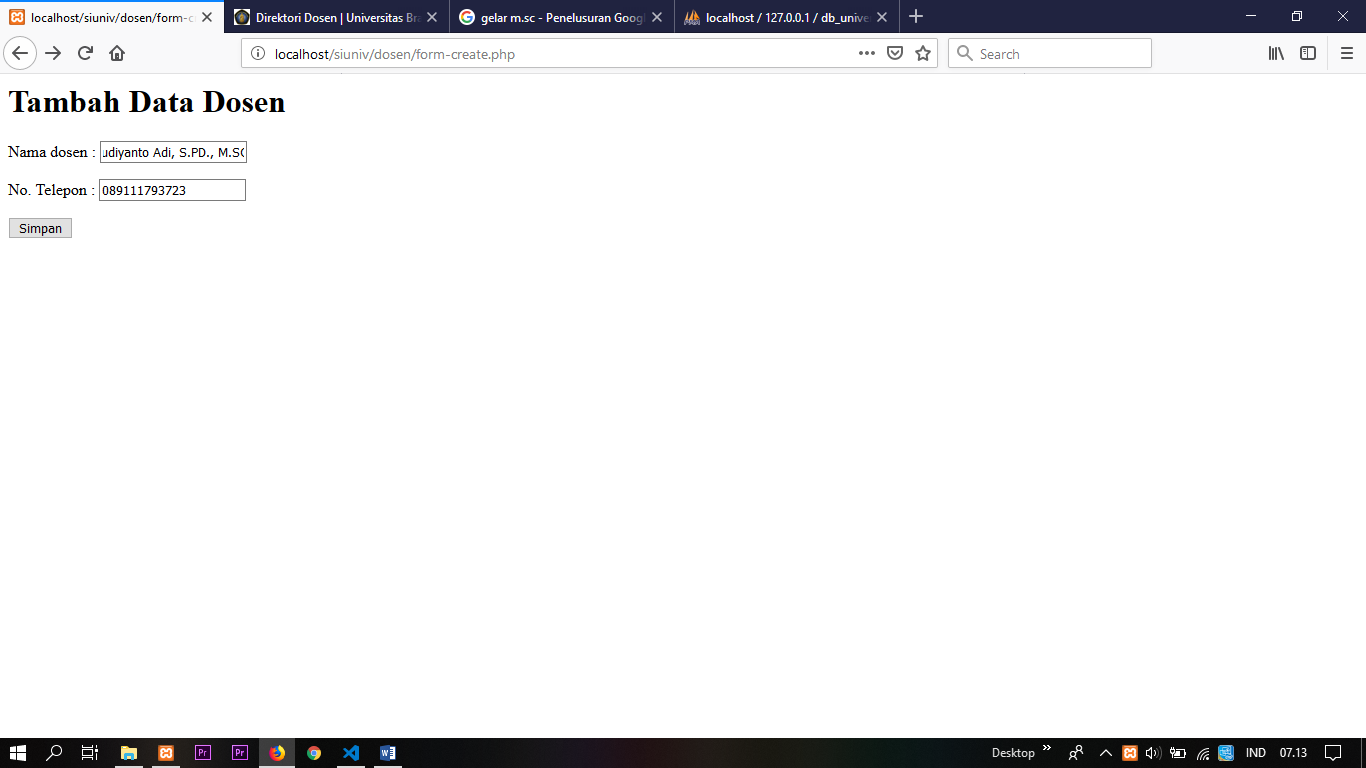 localhost/siuniv/dosen/form-c
Direktori Dosen | Universitas Bra
gelar m.sc - Penelusuran Goog
localhost / 127.0.0.1 / db_unive
localhost/siuniv/dosen/form-create.php
Search
Tambah Data Dosen
Nama dosen : udiyanto Adi, S.PD., M.SC
No. Telepon : 089111793723
Simpan
Desktop
IND
07.13